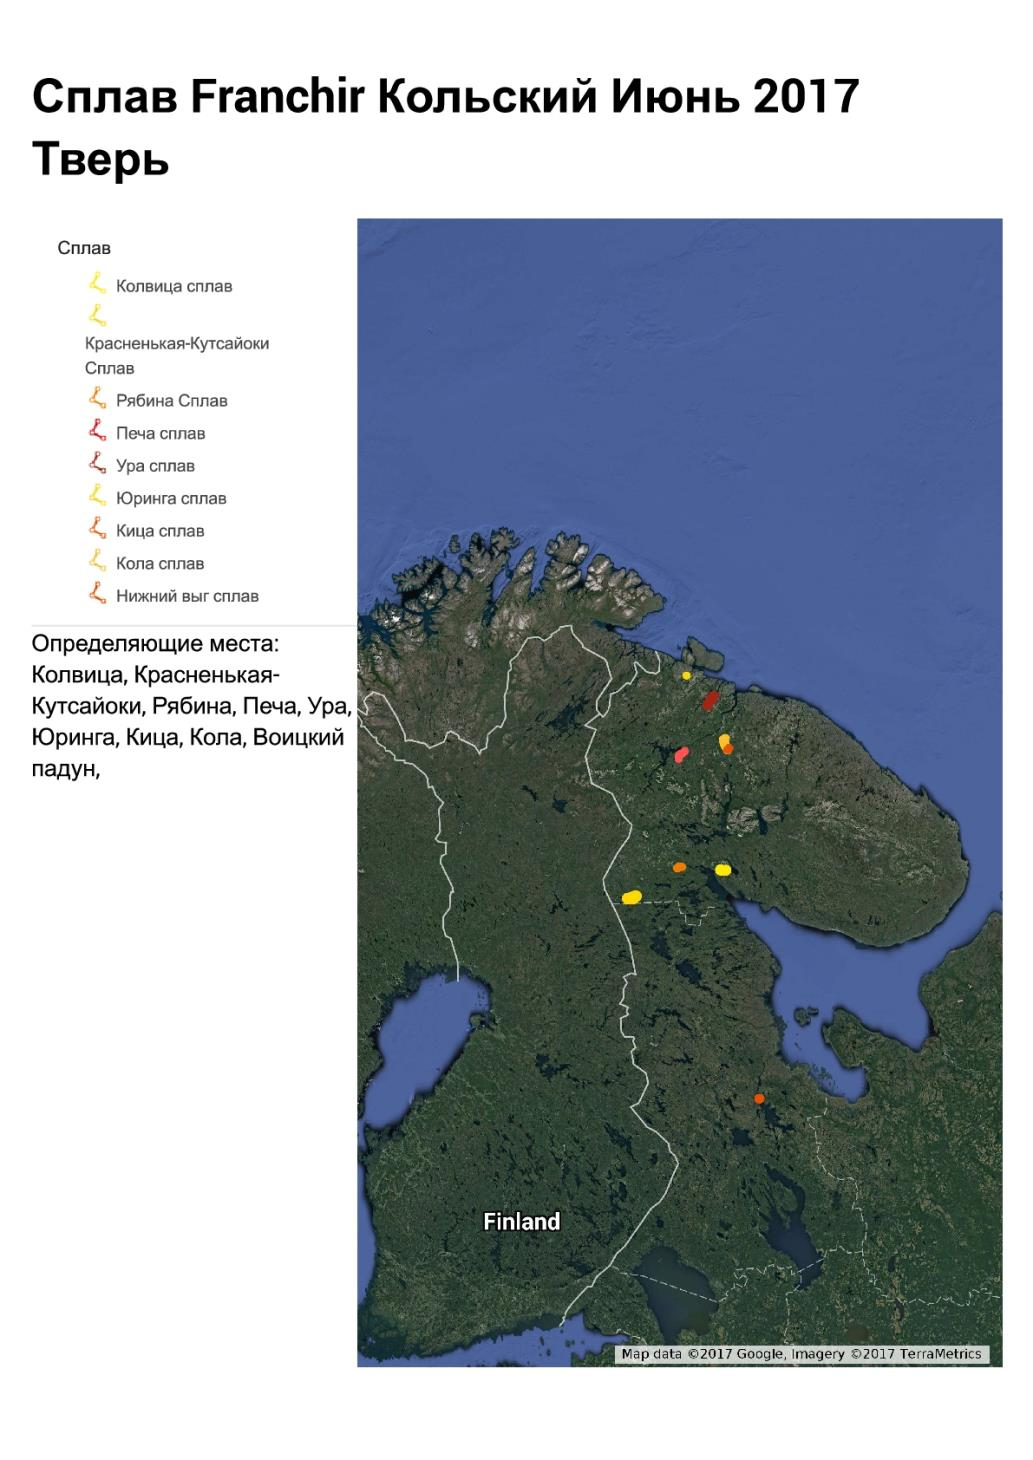 Сплав Franchir Кольский Июнь 2017
Тверь
Сплав
Колвица сплав
Красненькая-Кутсайоки
Сплав
Рябина Сплав
Печа сплав
Ура сплав
Юринга сплав
Кица сплав
Кола сплав
Нижний выг сплав
Определяющие места:
Колвица, Красненькая-
Кутсайоки, Рябина, Печа, Ура,
Юринга, Кица, Кола, Воицкий
падун,
Finland
Map data ©2017 Google, Imagery ©2017 TerraMetrics